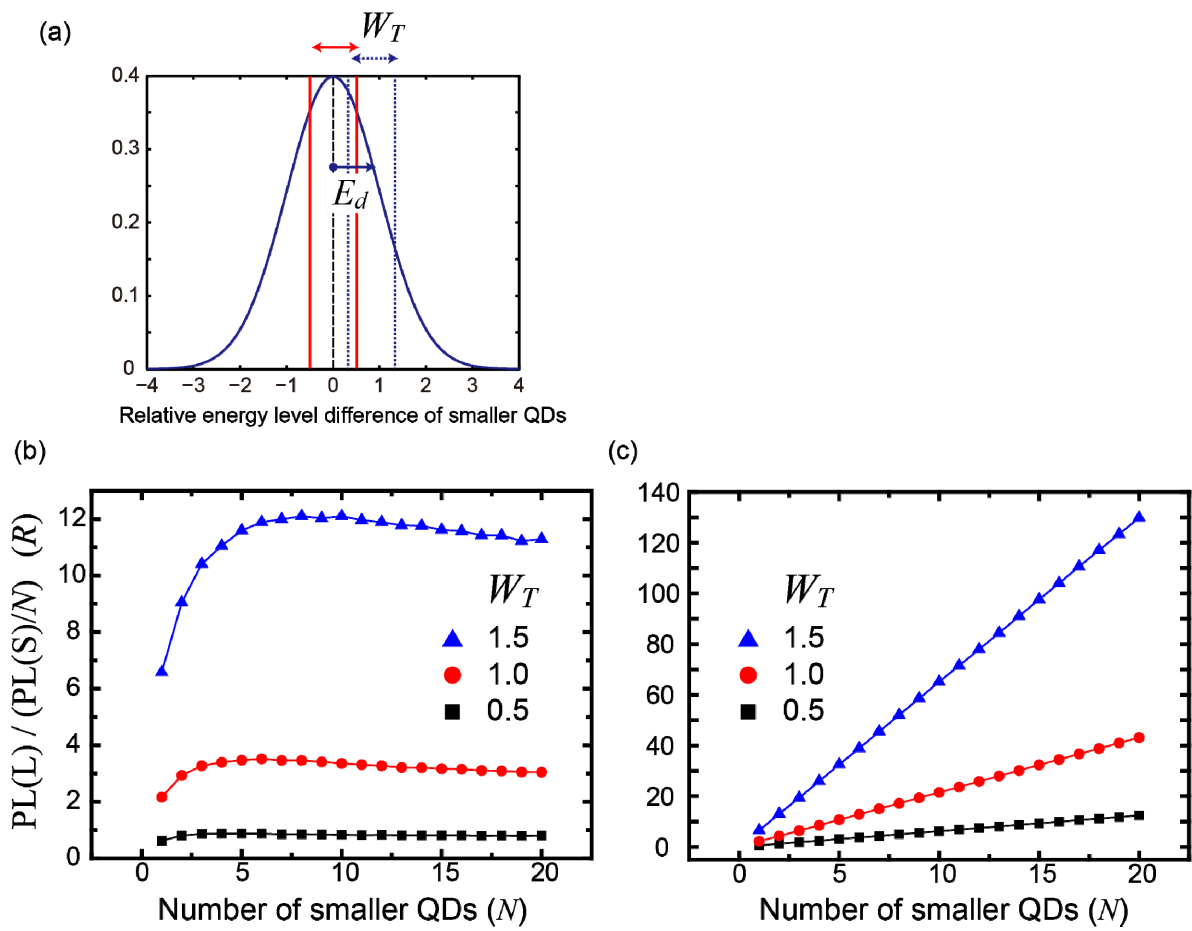 (a)
W_T
0.4
0.3
0.2
0.1
0
E_d
−4 −3 −2 −1 0 1 2 3 4
Relative energy level difference of smaller QDs
(b)
PL(L) / (PL(S)/N) (R)
12
10
8
6
4
2
0
W_T
1.5
1.0
0.5
0 5 10 15 20
Number of smaller QDs (N)
(c)
140
120
100
80
60
40
20
0
W_T
1.5
1.0
0.5
0 5 10 15 20
Number of smaller QDs (N)